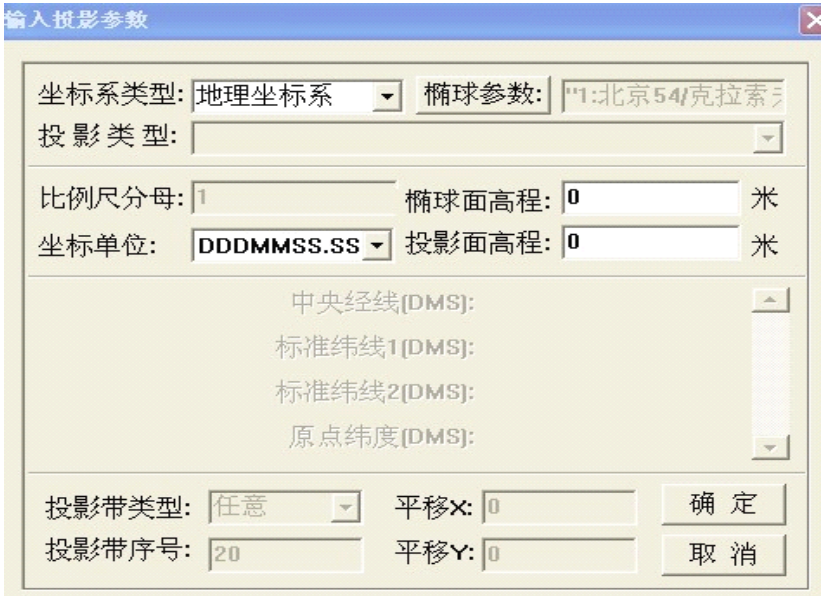 输入投影参数
坐标系类型: 地理坐标系 椭球参数: "1:北京54/克拉索
投影类型:
比例尺分母: 1 椭球面高程: 0 米
坐标单位: DDDMMSS.SS 投影面高程: 0 米
中央经线(DMS):
标准纬线1(DMS):
标准纬线2(DMS):
原点纬度(DMS):
投影带类型: 任意 平移X: 0 确定
投影带序号: 20 平移Y: 0 取消